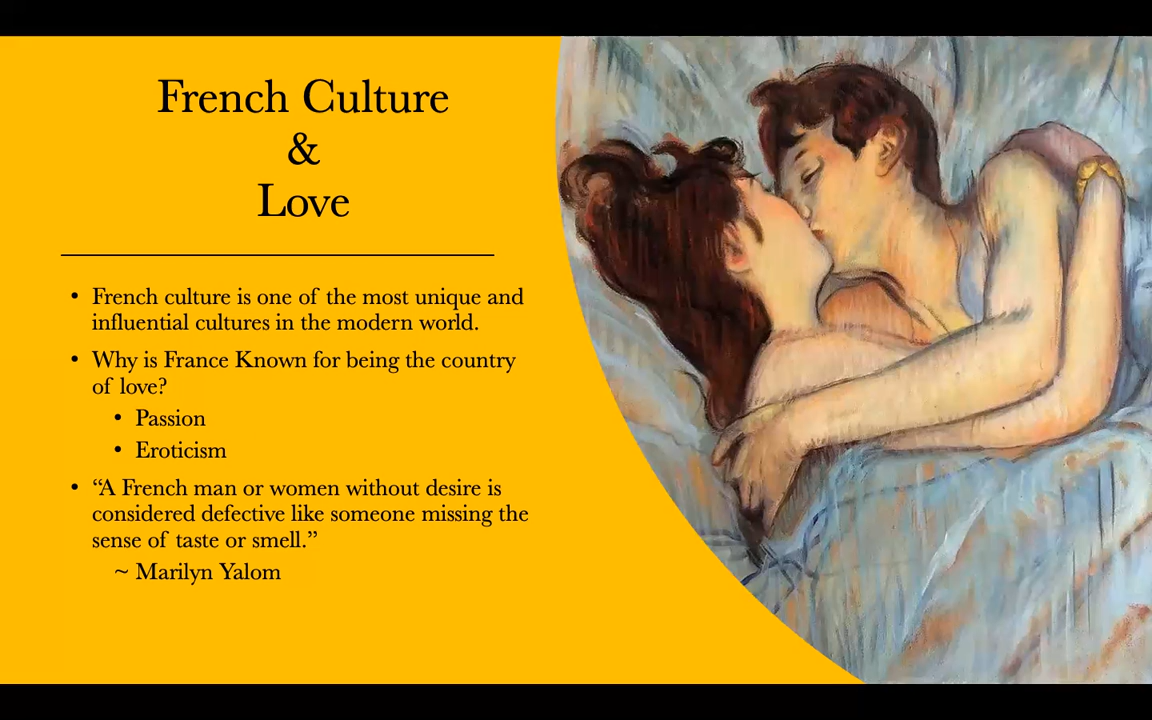 French Culture
&
Love
• French culture is one of the most unique and
influential cultures in the modern world.
• Why is France Known for being the country
of love?
• Passion
• Eroticism
• “A French man or women without desire is
considered defective like someone missing the
sense of taste or smell.”
~ Marilyn Yalom